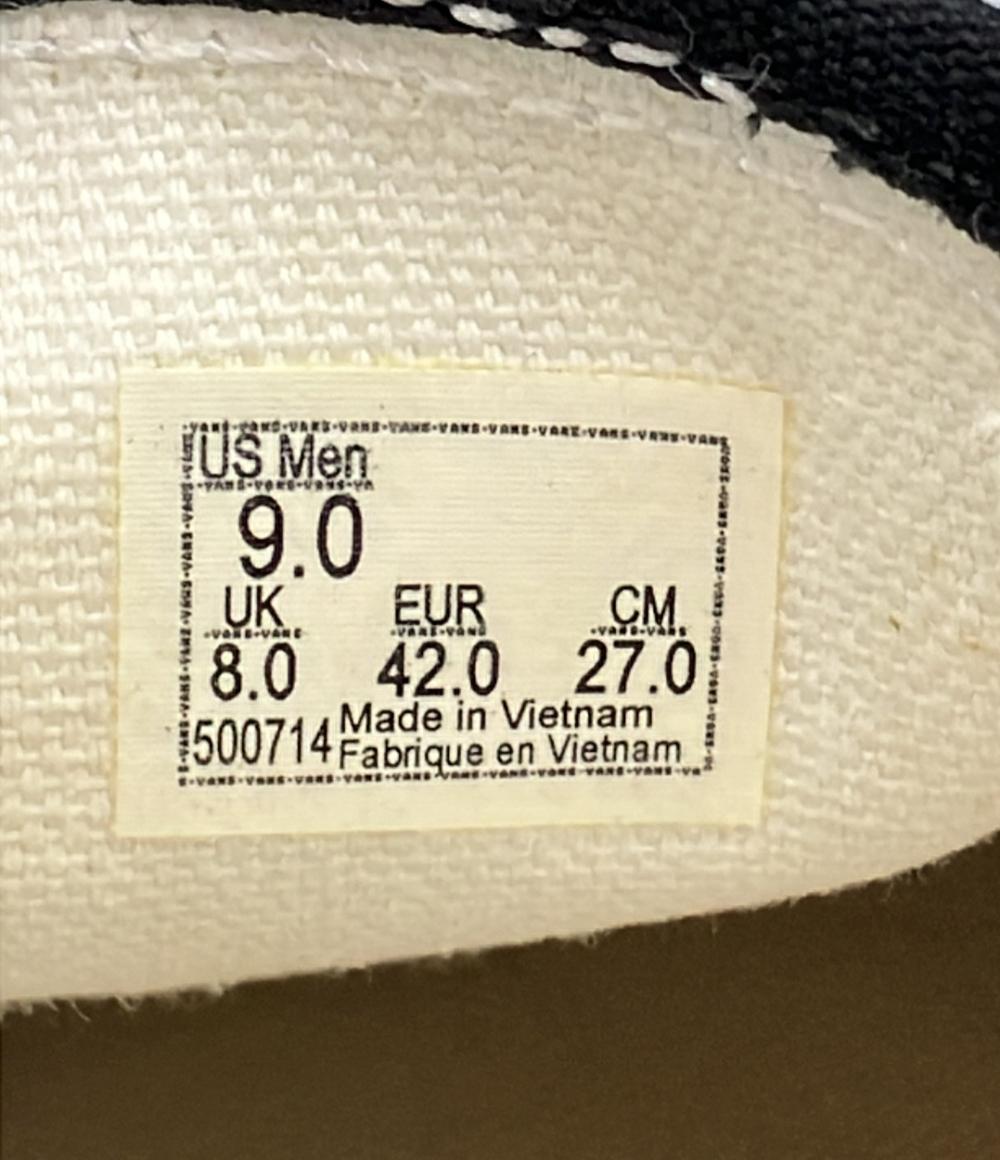 US Men
9.0
UK EUR CM
8.0 42.0 27.0
500714 Made in Vietnam
Fabrique en Vietnam